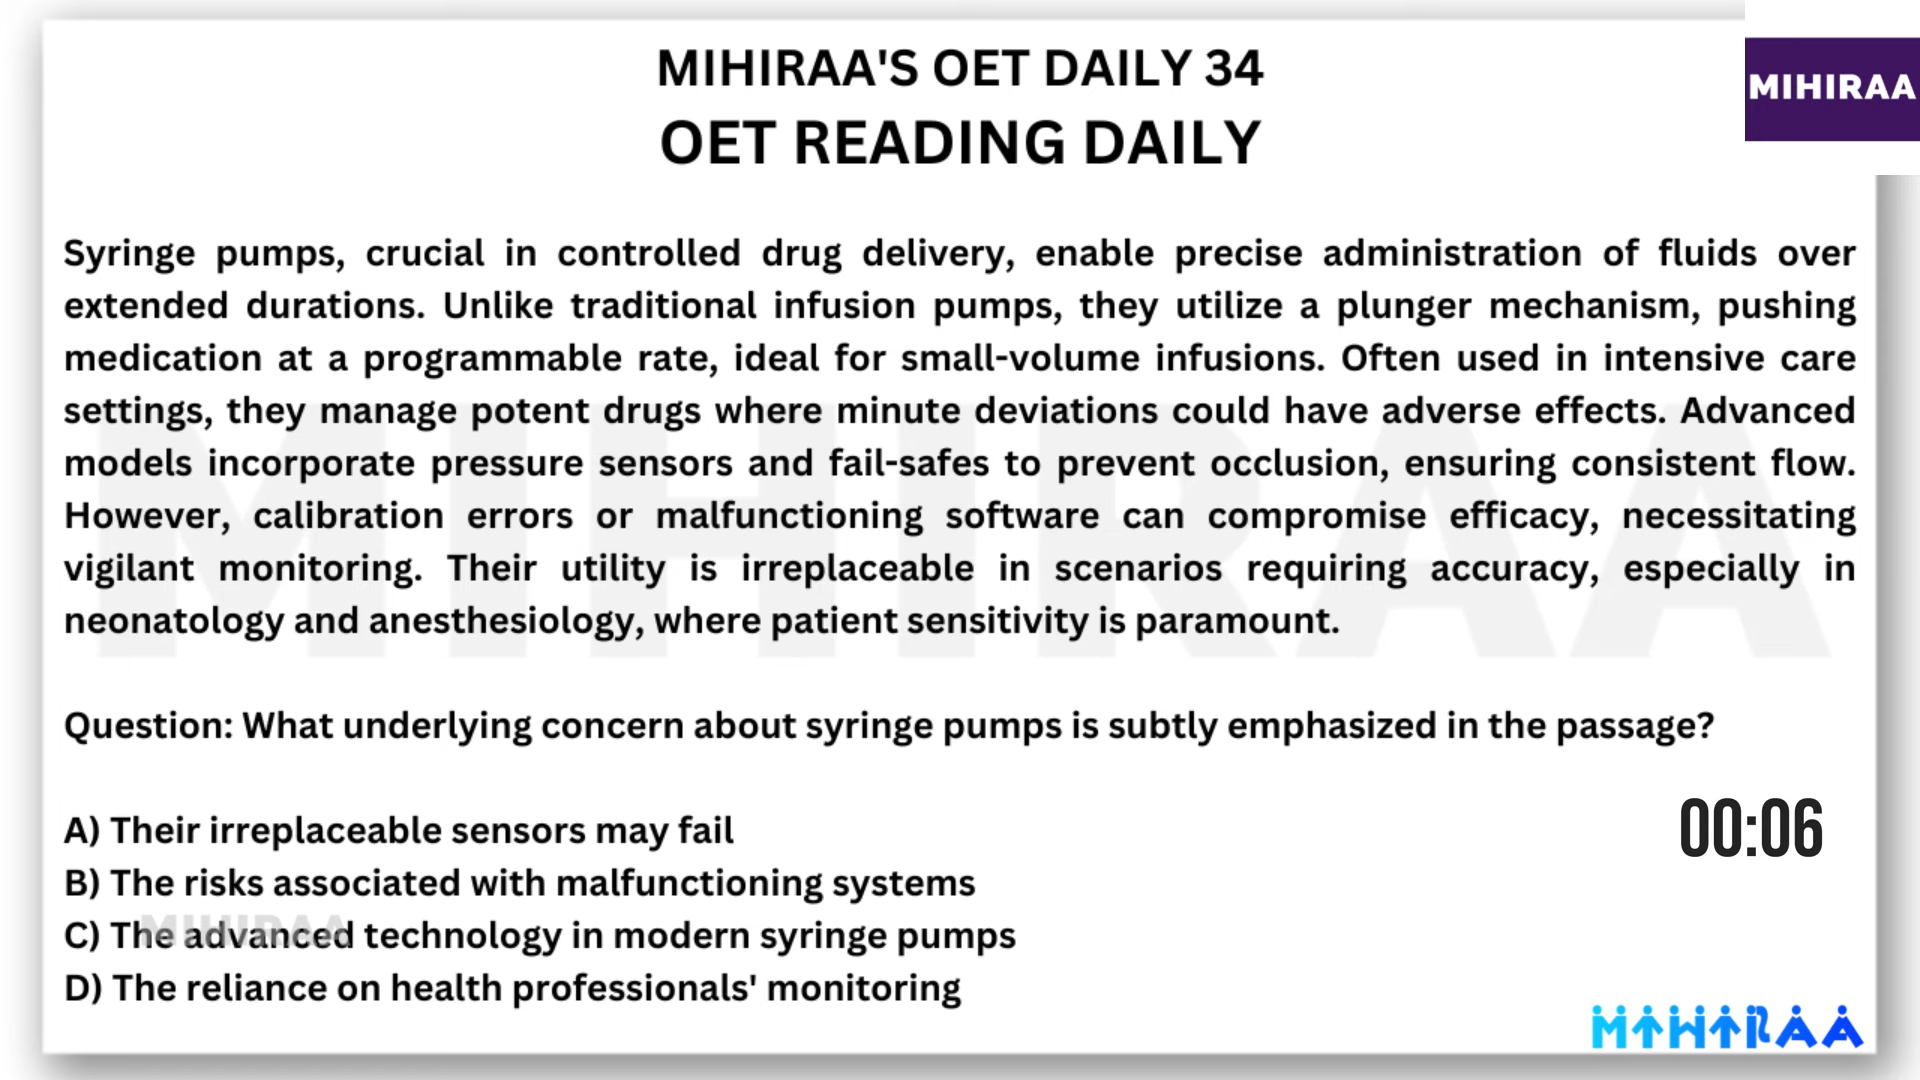 MIHIRAA'S OET DAILY 34
MIHIRAA
OET READING DAILY
Syringe pumps, crucial in controlled drug delivery, enable precise administration of fluids over
extended durations. Unlike traditional infusion pumps, they utilize a plunger mechanism, pushing
medication at a programmable rate, ideal for small-volume infusions. Often used in intensive care
settings, they manage potent drugs where minute deviations could have adverse effects. Advanced
models incorporate pressure sensors and fail-safes to prevent occlusion, ensuring consistent flow.
However, calibration errors or malfunctioning software can compromise efficacy, necessitating
vigilant monitoring. Their utility is irreplaceable in scenarios requiring accuracy, especially in
neonatology and anesthesiology, where patient sensitivity is paramount.
MIHIRAA
Question: What underlying concern about syringe pumps is subtly emphasized in the passage?
A) Their irreplaceable sensors may fail
00:06
B) The risks associated with malfunctioning systems
MIHIRAA
C) The advanced technology in modern syringe pumps
D) The reliance on health professionals' monitoring
MIHIRAA